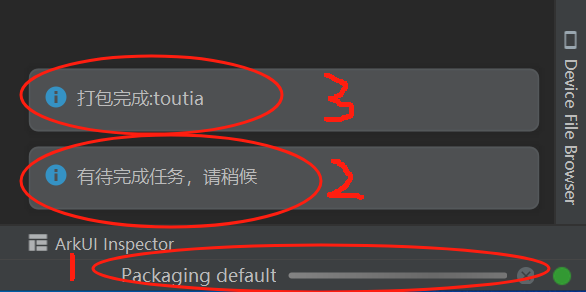 打包完成:toutia
3
有待完成任务，请稍候
2
ArkUI Inspector
1
Packaging default
Device File Browser